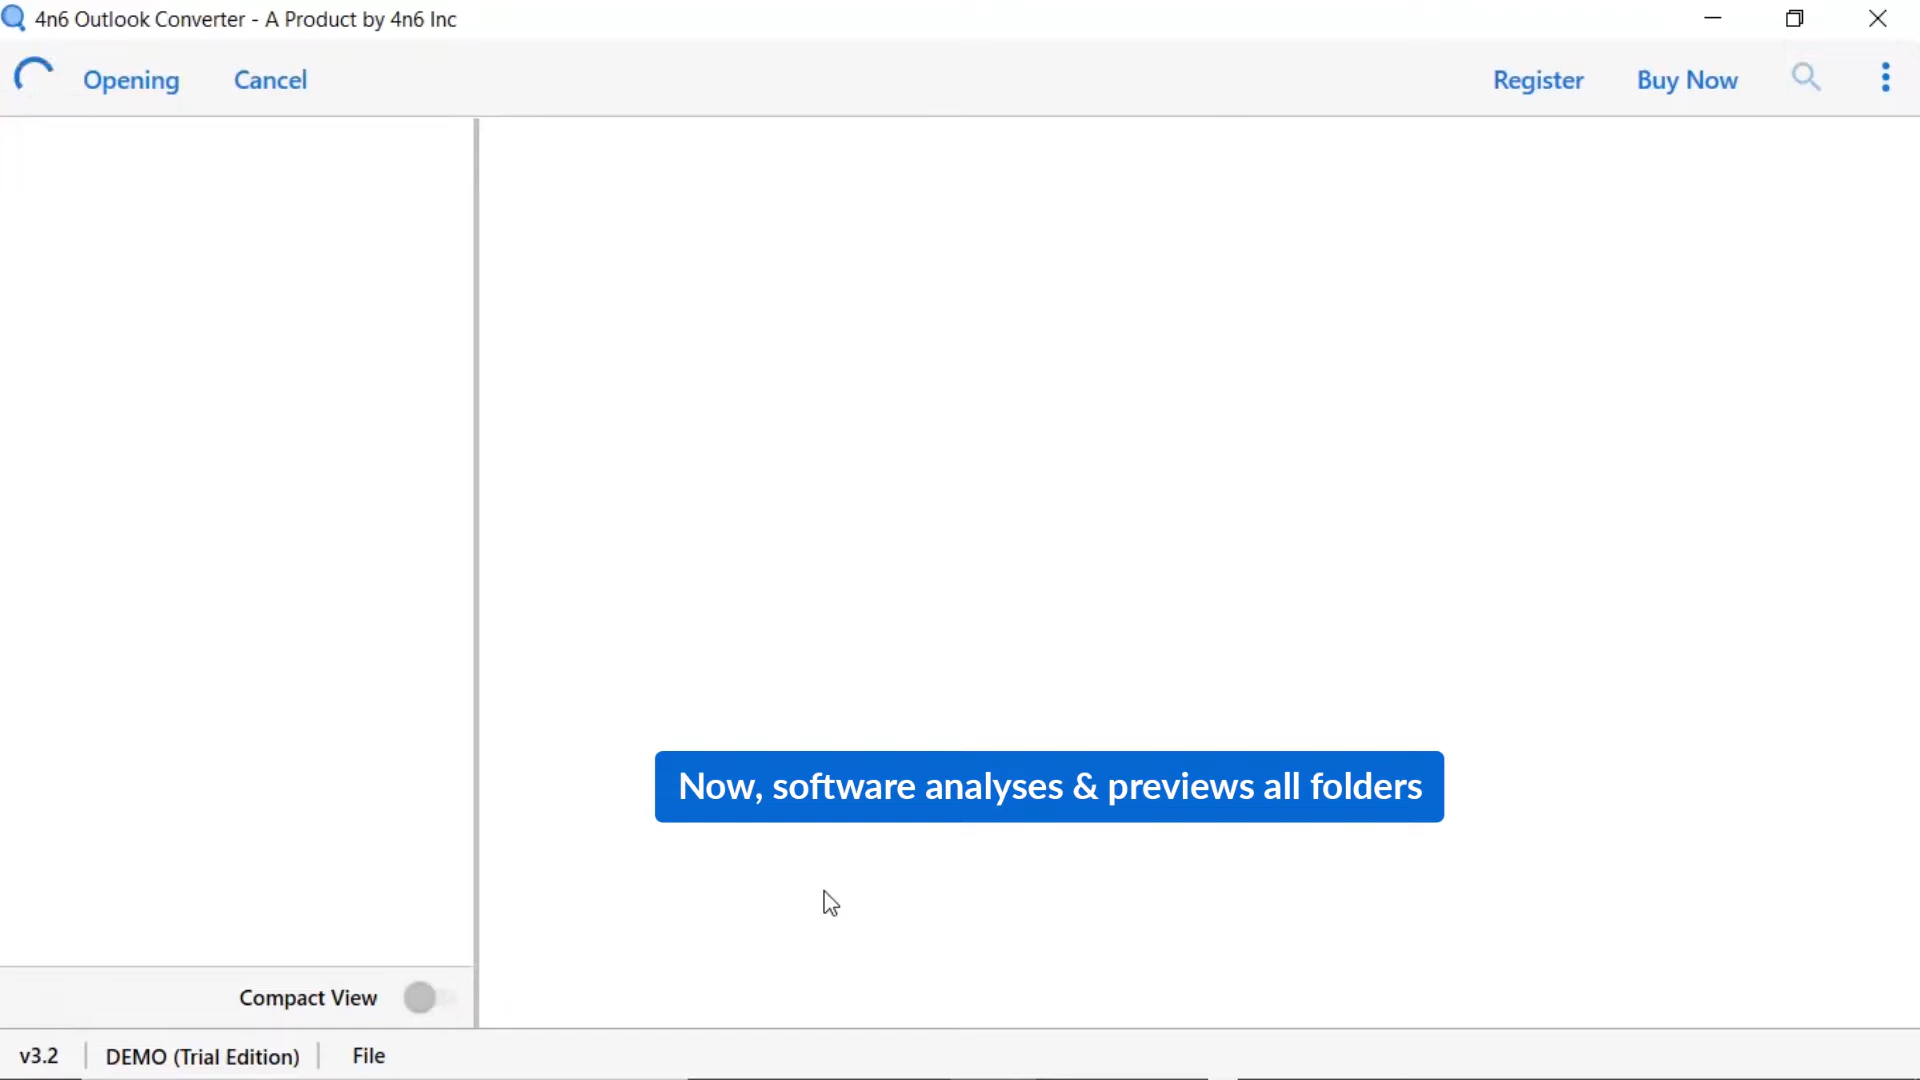 4n6 Outlook Converter - A Product by 4n6 Inc
Opening Cancel Register Buy Now
Now, software analyses & previews all folders
Compact View
v3.2 DEMO (Trial Edition) File